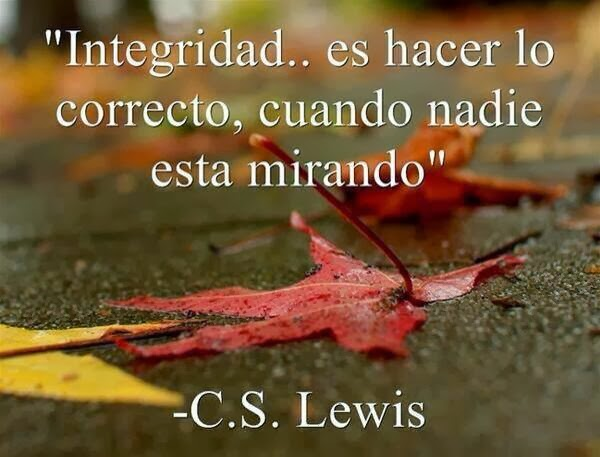 "Integridad.. es hacer lo
correcto, cuando nadie
esta mirando"
-C.S. Lewis